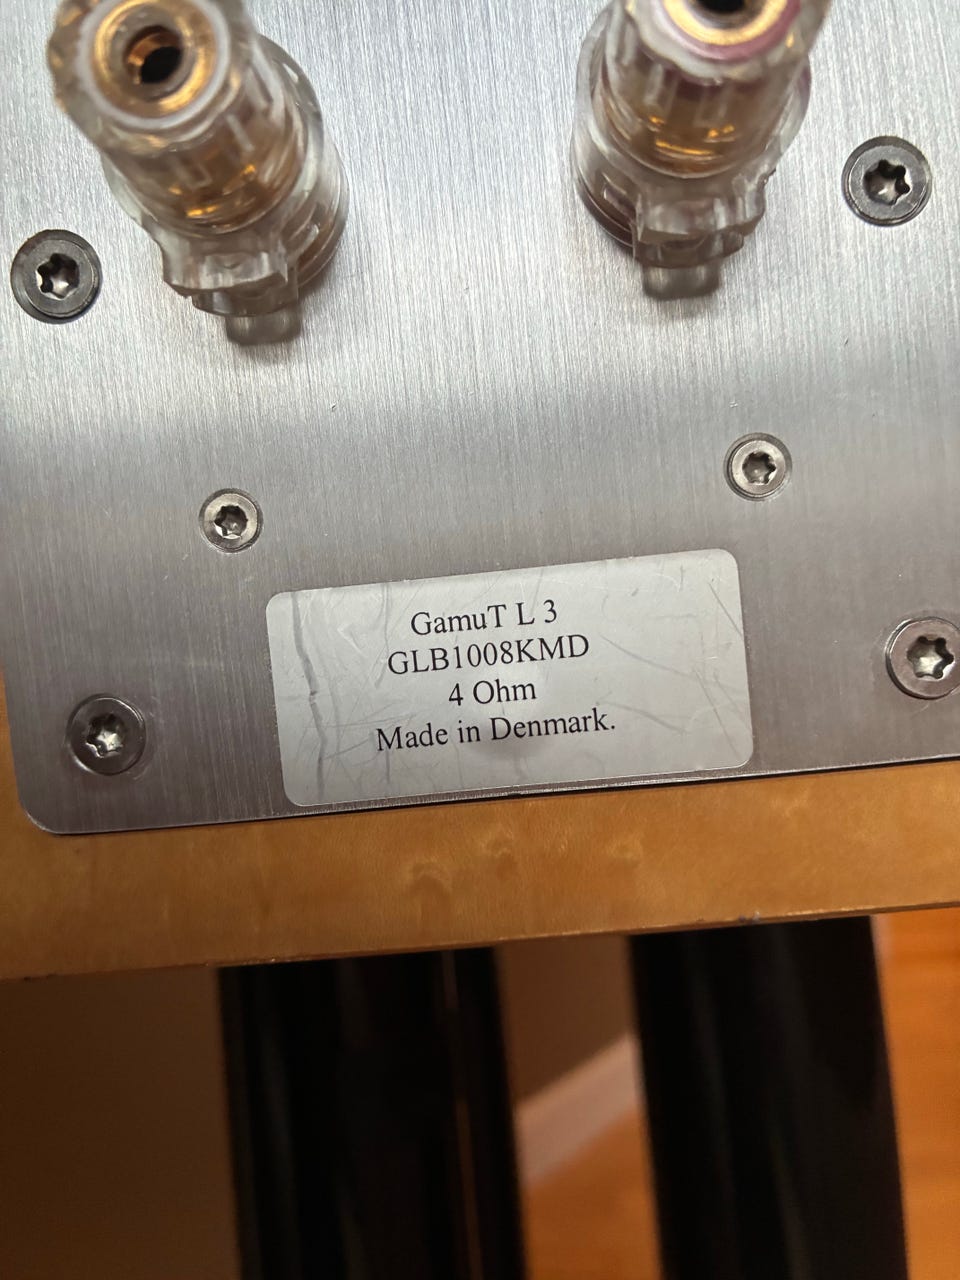 GamuT L 3
GLB1008KMD
4 Ohm
Made in Denmark.